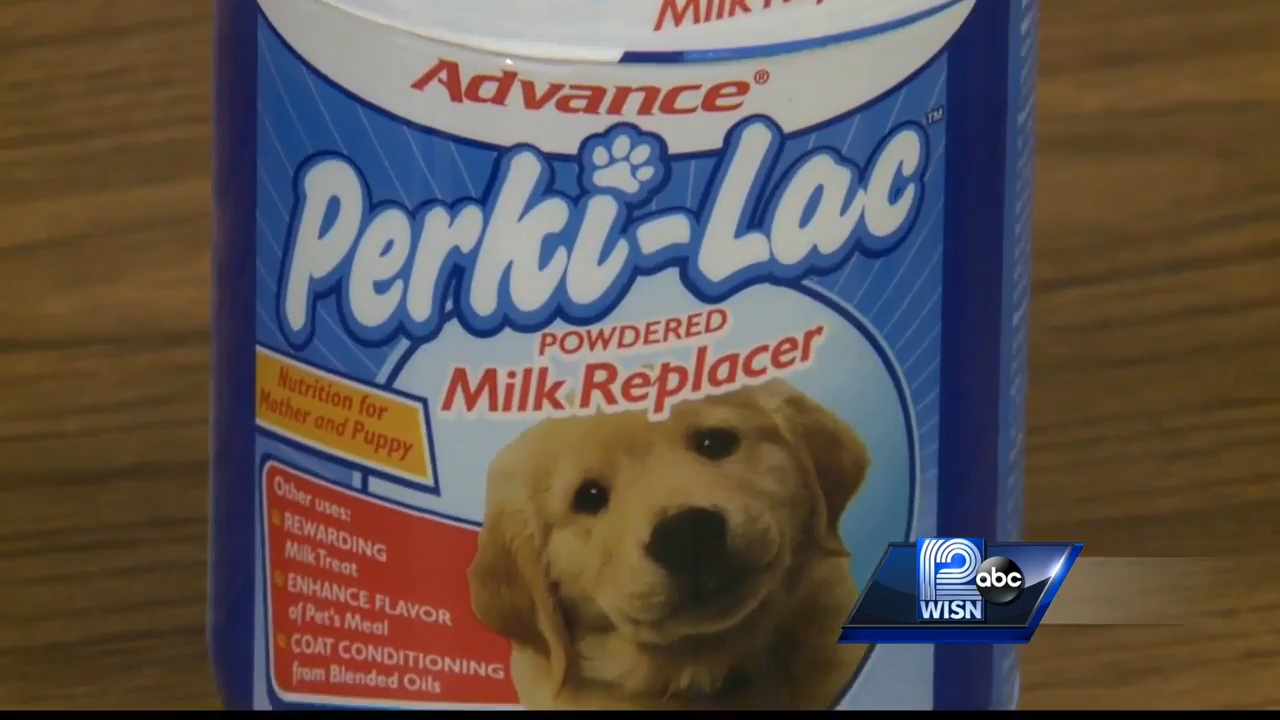 Milk
Advance®
Perki-Lac™
POWDERED
Milk Replacer
Nutrition for
Mother and Puppy
Other uses:
REWARDING
Milk Treat
ENHANCE FLAVOR
of Pet's Meal
COAT CONDITIONING
from Blended Oils
12
abc
WISN